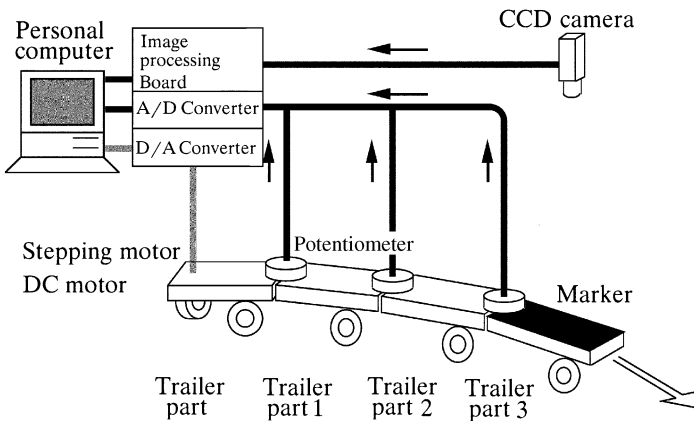 CCD camera
Personal
computer
Image
processing
Board
A/D Converter
D/A Converter
Stepping motor
DC motor
Potentiometer
Marker
Trailer
part
Trailer
part 1
Trailer
part 2
Trailer
part 3